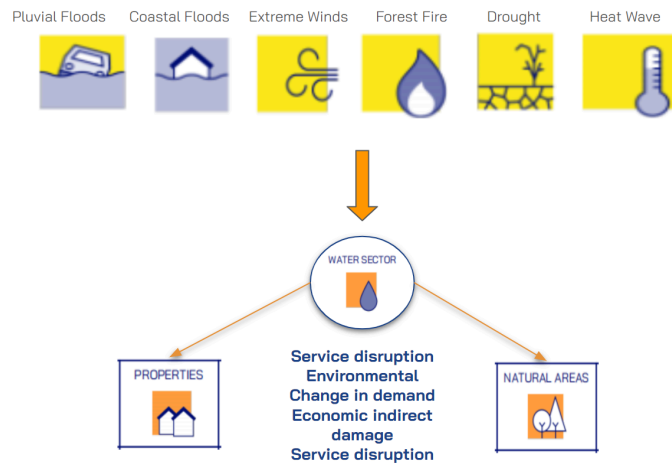 Pluvial Floods Coastal Floods Extreme Winds Forest Fire Drought Heat Wave
WATER SECTOR
PROPERTIES
NATURAL AREAS
Service disruption
Environmental
Change in demand
Economic indirect
damage
Service disruption